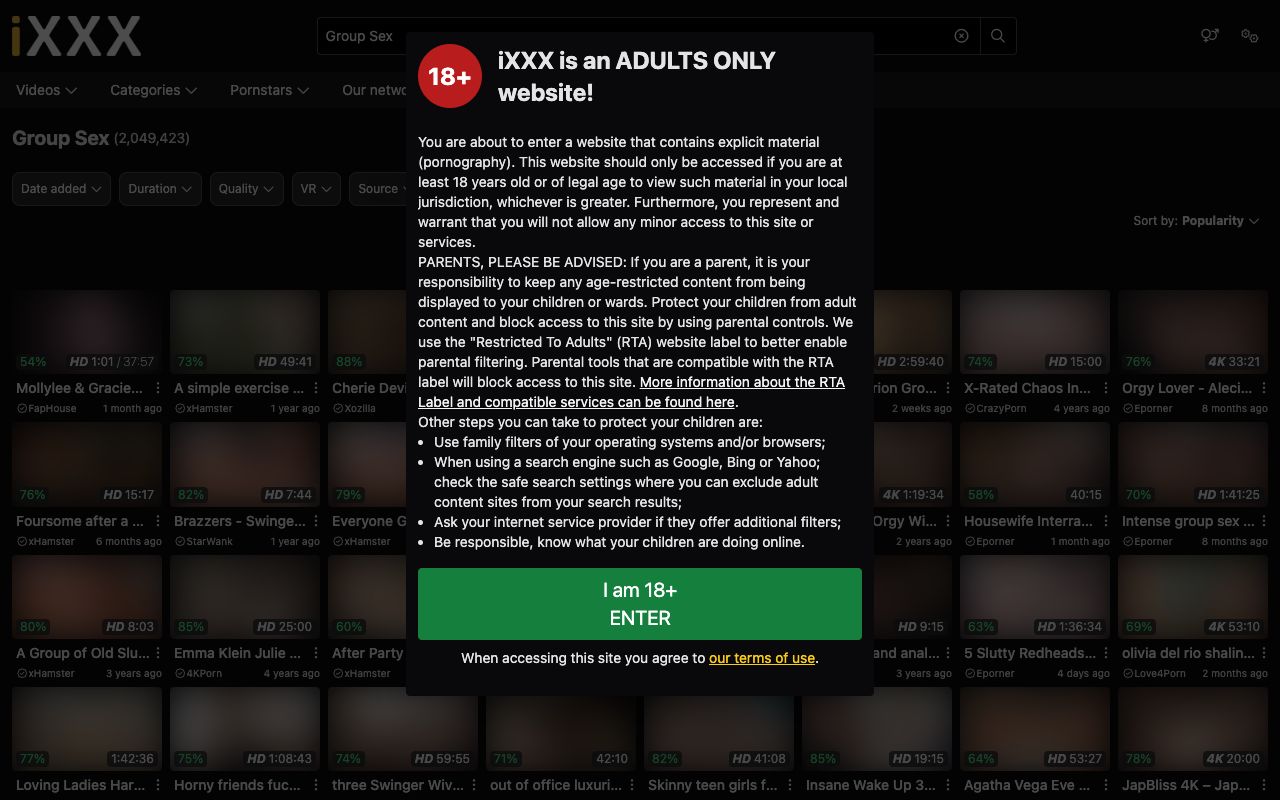 iXXX
Group Sex
18+
iXXX is an ADULTS ONLY
website!
Videos
Categories
Pornstars
Our netwo
Group Sex (2,049,423)
Date added
Duration
Quality
VR
Source
Sort by: Popularity
You are about to enter a website that contains explicit material
(pornography). This website should only be accessed if you are at
least 18 years old or of legal age to view such material in your local
jurisdiction, whichever is greater. Furthermore, you represent and
warrant that you will not allow any minor access to this site or
services.
PARENTS, PLEASE BE ADVISED: If you are a parent, it is your
responsibility to keep any age-restricted content from being
displayed to your children or wards. Protect your children from adult
content and block access to this site by using parental controls. We
use the "Restricted To Adults" (RTA) website label to better enable
parental filtering. Parental tools that are compatible with the RTA
label will block access to this site. More information about the RTA
Label and compatible services can be found here.
Other steps you can take to protect your children are:
Use family filters of your operating systems and/or browsers;
When using a search engine such as Google, Bing or Yahoo;
check the safe search settings where you can exclude adult
content sites from your search results;
Ask your internet service provider if they offer additional filters;
Be responsible, know what your children are doing online.
I am 18+
ENTER
When accessing this site you agree to our terms of use.
54% HD 1:01 / 37:57
73% HD 49:41
88%
HD 2:59:40
74% HD 15:00
76% 4K 33:21
Mollylee & Gracie...
A simple exercise ...
Cherie Devi
rion Gro...
X-Rated Chaos In...
Orgy Lover - Aleci...
FapHouse 1 month ago
xHamster 1 year ago
Xozilla
2 weeks ago
CrazyPorn 4 years ago
Eporner 8 months ago
76% HD 15:17
82% HD 7:44
79%
4K 1:19:34
58% 40:15
70% HD 1:41:25
Foursome after a ...
Brazzers - Swinge...
Everyone G
Orgy Wi...
Housewife Interra...
Intense group sex ...
xHamster 6 months ago
StarWank 1 year ago
xHamster
2 years ago
Eporner 1 month ago
Eporner 8 months ago
80% HD 8:03
85% HD 25:00
60%
HD 9:15
63% HD 1:36:34
69% 4K 53:10
A Group of Old Slu...
Emma Klein Julie ...
After Party
and anal...
5 Slutty Redheads...
olivia del rio shalin...
xHamster 3 years ago
4KPorn 4 years ago
xHamster
3 years ago
Eporner 4 days ago
Love4Porn 2 months ago
77% 1:42:36
75% HD 1:08:43
74% HD 59:55
71% 42:10
82% HD 41:08
85% HD 19:15
64% HD 53:27
78% 4K 20:00
Loving Ladies Har...
Horny friends fuc...
three Swinger Wiv...
out of office luxuri...
Skinny teen girls f...
Insane Wake Up 3...
Agatha Vega Eve ...
JapBliss 4K – Jap...